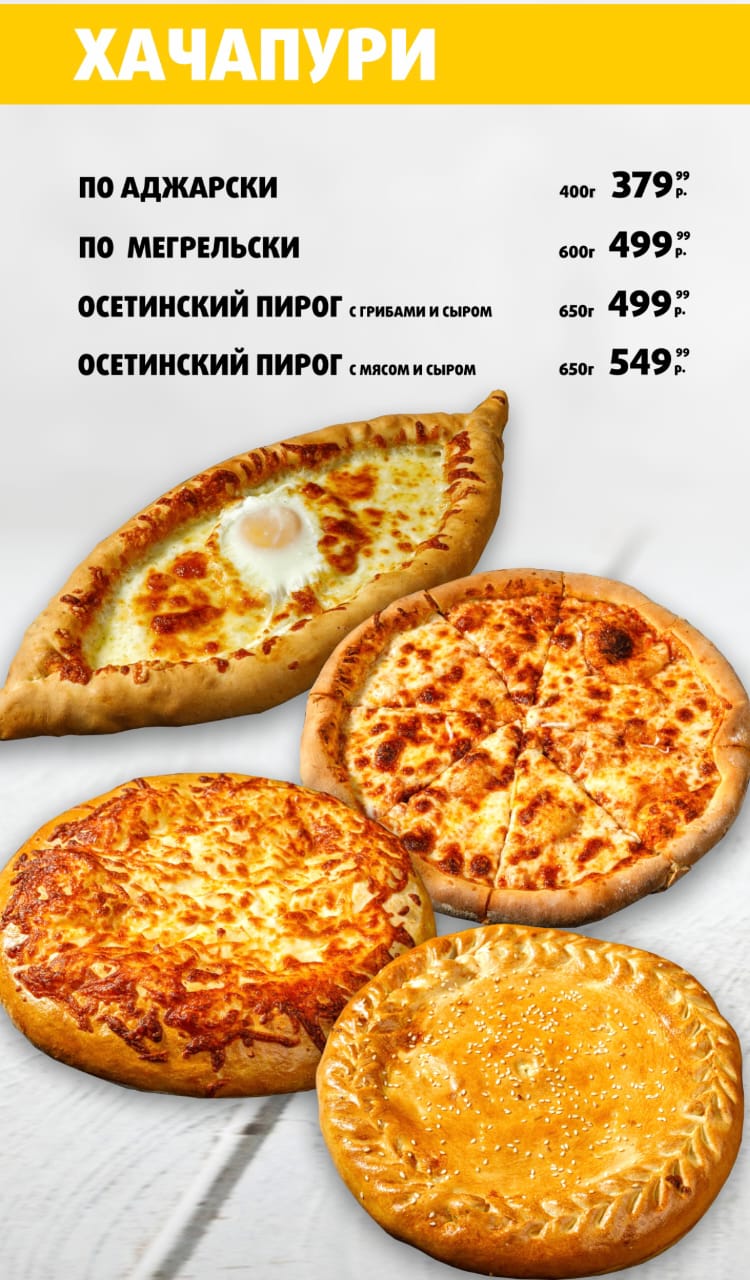 ХАЧАПУРИ
ПО АДЖАРСКИ 400г 379 99 р.
ПО МЕГРЕЛЬСКИ 600г 499 99 р.
ОСЕТИНСКИЙ ПИРОГ С ГРИБАМИ И СЫРОМ 650г 499 99 р.
ОСЕТИНСКИЙ ПИРОГ С МЯСОМ И СЫРОМ 650г 549 99 р.